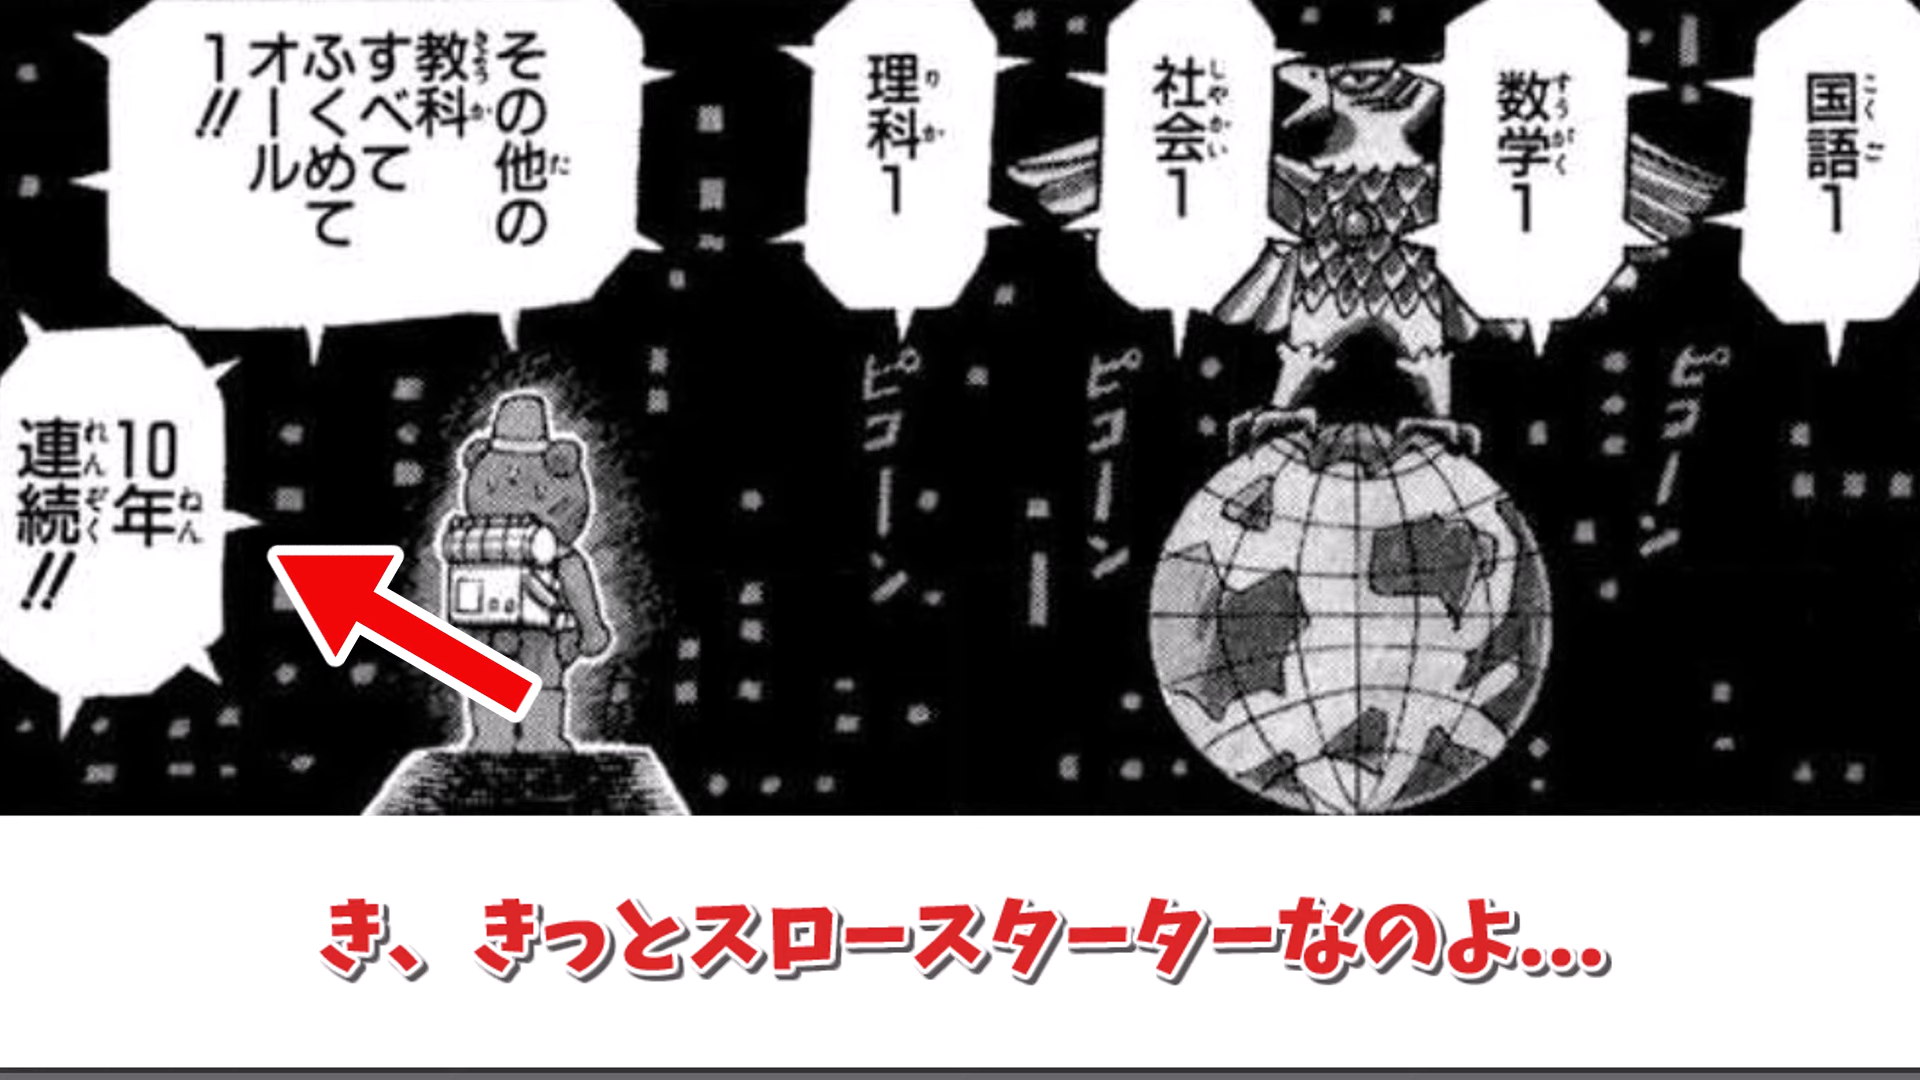 国語1
数学1
社会1
理科1
その他の
教科
すべて
ふくめて
オール
1!!
10年
連続!!
ピコーン
ピコーン
ピコーン
き、きっとスロースターターなのよ...